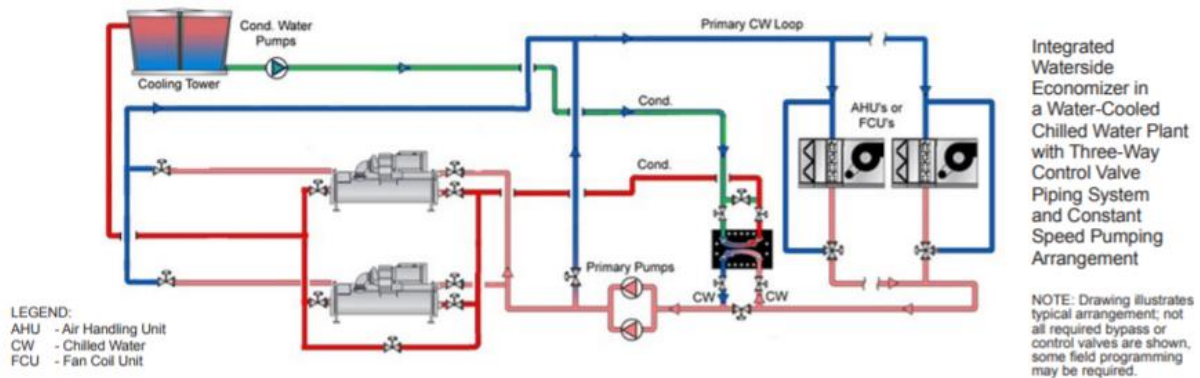 Cond. Water
Pumps
Cooling Tower
Primary CW Loop
Cond.
AHU's or
FCU's
Cond.
Primary Pumps
CW
CW
LEGEND:
AHU - Air Handling Unit
CW - Chilled Water
FCU - Fan Coil Unit
Integrated
Waterside
Economizer in
a Water-Cooled
Chilled Water Plant
with Three-Way
Control Valve
Piping System
and Constant
Speed Pumping
Arrangement
NOTE: Drawing illustrates
typical arrangement; not
all required bypass or
control valves are shown,
some field programming
may be required.